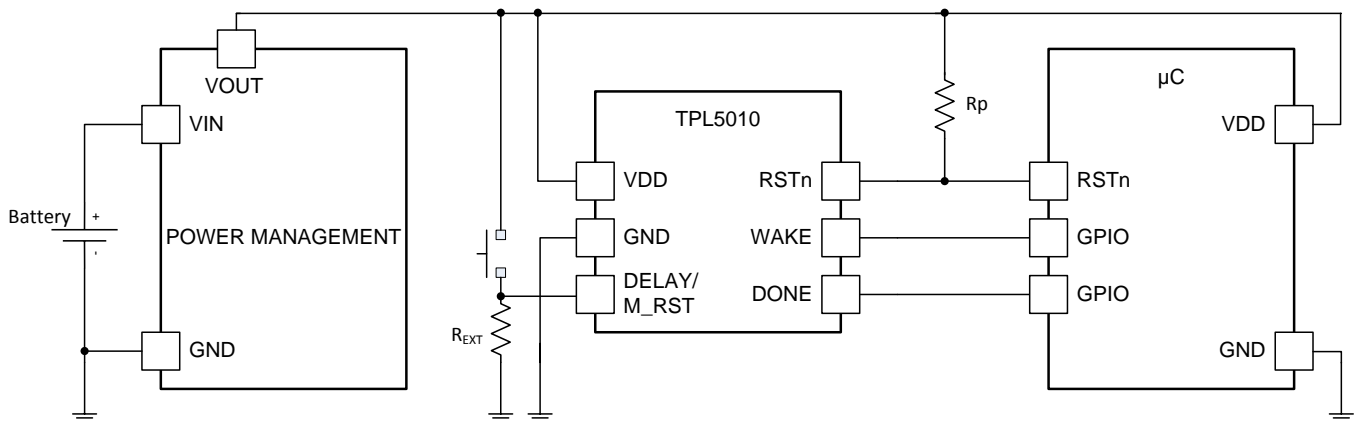 VOUT
VIN
Battery
+
-
POWER MANAGEMENT
GND
TPL5010
VDD
GND
DELAY/
M_RST
REXT
RSTn
WAKE
DONE
Rp
µC
VDD
RSTn
GPIO
GPIO
GND